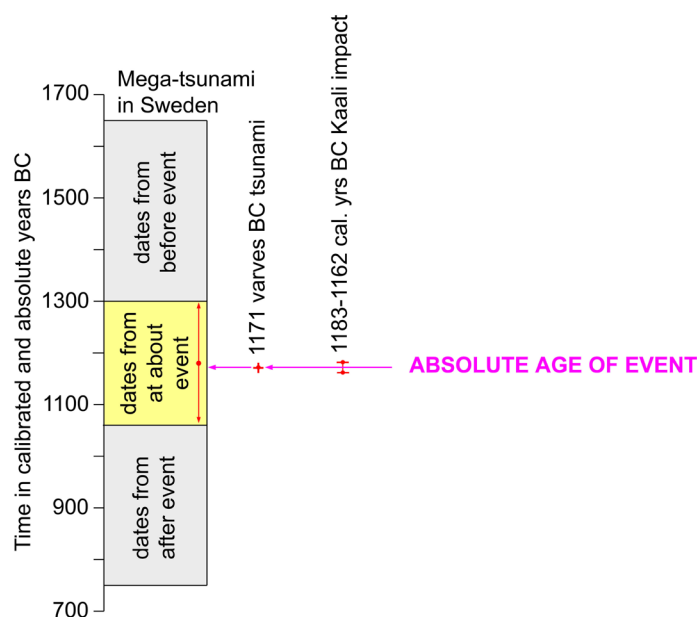 Mega-tsunami
in Sweden
Time in calibrated and absolute years BC
1700
1500
1300
1100
900
700
dates from
before event
dates from
at about
event
dates from
after event
1171 varves BC tsunami
1183-1162 cal. yrs BC Kaali impact
ABSOLUTE AGE OF EVENT